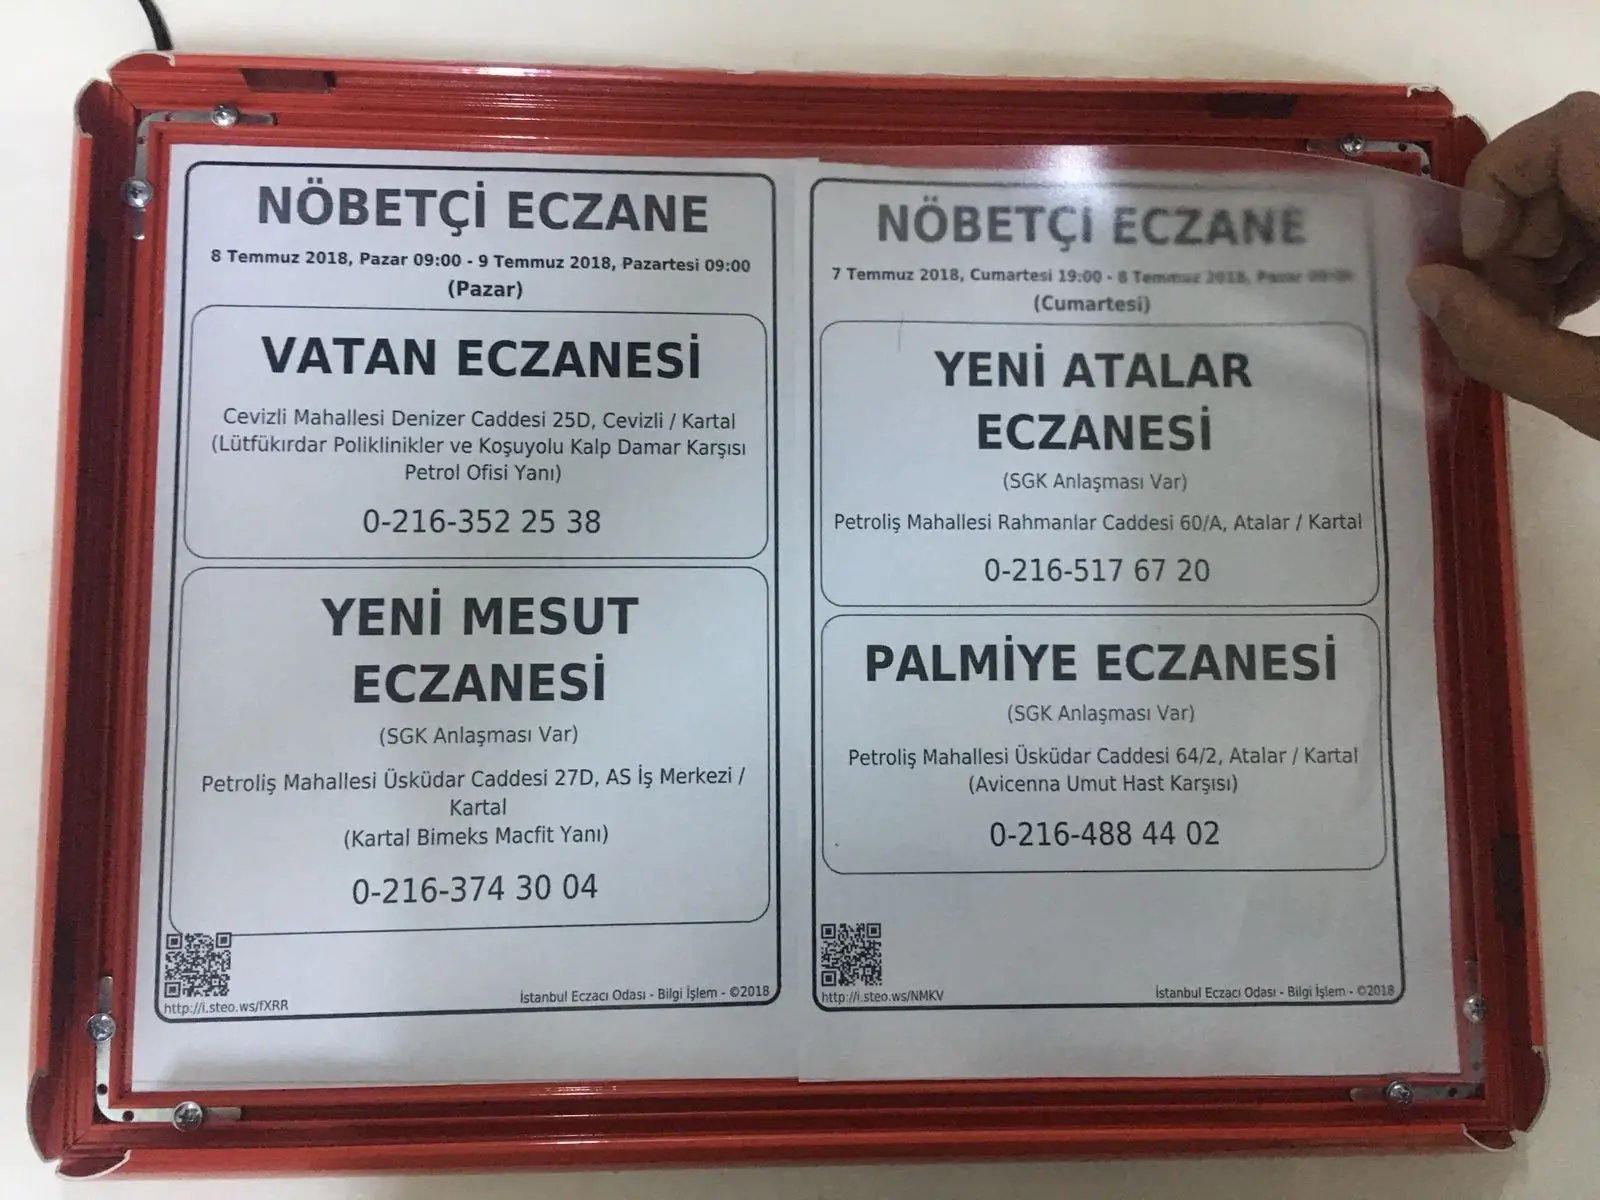 NÖBETÇİ ECZANE
8 Temmuz 2018, Pazar 09:00 - 9 Temmuz 2018, Pazartesi 09:00
(Pazar)
VATAN ECZANESİ
Cevizli Mahallesi Denizer Caddesi 25D, Cevizli / Kartal
(Lütfükırdar Poliklinikler ve Koşuyolu Kalp Damar Karşısı
Petrol Ofisi Yanı)
0-216-352 25 38
YENİ MESUT
ECZANESİ
(SGK Anlaşması Var)
Petroliş Mahallesi Üsküdar Caddesi 27D, AS İş Merkezi /
Kartal
(Kartal Bimeks Macfit Yanı)
0-216-374 30 04
http://i.steo.ws/fXRR
İstanbul Eczacı Odası - Bilgi İşlem - ©2018
NÖBETÇİ ECZANE
7 Temmuz 2018, Cumartesi 19:00 - 8 Temmuz 2018, Pazar 09:00
(Cumartesi)
YENİ ATALAR
ECZANESİ
(SGK Anlaşması Var)
Petroliş Mahallesi Rahmanlar Caddesi 60/A, Atalar / Kartal
0-216-517 67 20
PALMİYE ECZANESİ
(SGK Anlaşması Var)
Petroliş Mahallesi Üsküdar Caddesi 64/2, Atalar / Kartal
(Avicenna Umut Hast Karşısı)
0-216-488 44 02
http://i.steo.ws/NMKV
İstanbul Eczacı Odası - Bilgi İşlem - ©2018